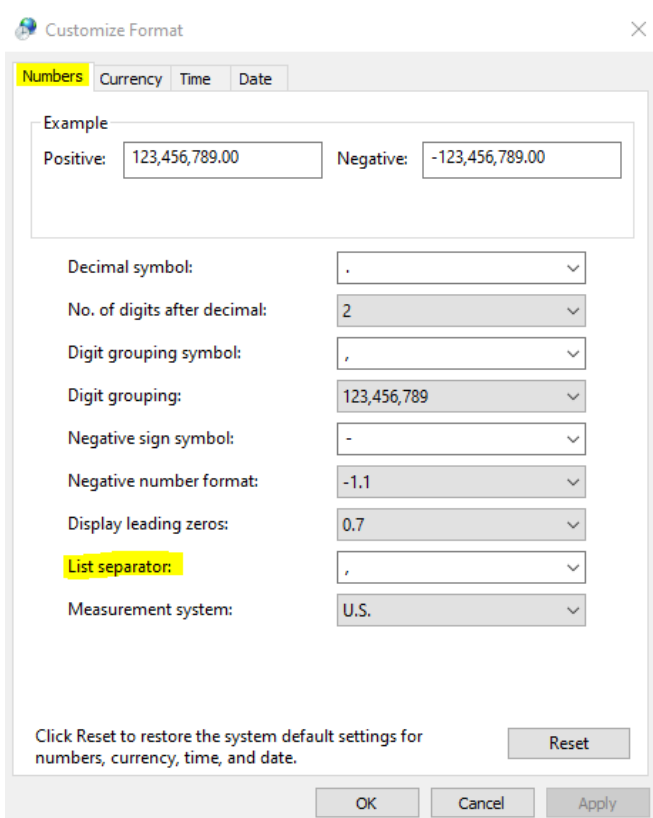 Customize Format
Numbers Currency Time Date
Example
Positive: 123,456,789.00 Negative: -123,456,789.00
Decimal symbol: .
No. of digits after decimal: 2
Digit grouping symbol: ,
Digit grouping: 123,456,789
Negative sign symbol: -
Negative number format: -1.1
Display leading zeros: 0.7
List separator: ,
Measurement system: U.S.
Click Reset to restore the system default settings for
numbers, currency, time, and date.
Reset
OK Cancel Apply